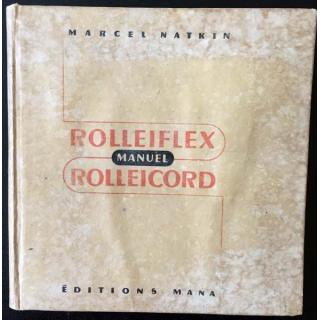 MARCEL NATKIN
ROLLEIFLEX
MANUEL
ROLLEICORD
ÉDITIONS MANA